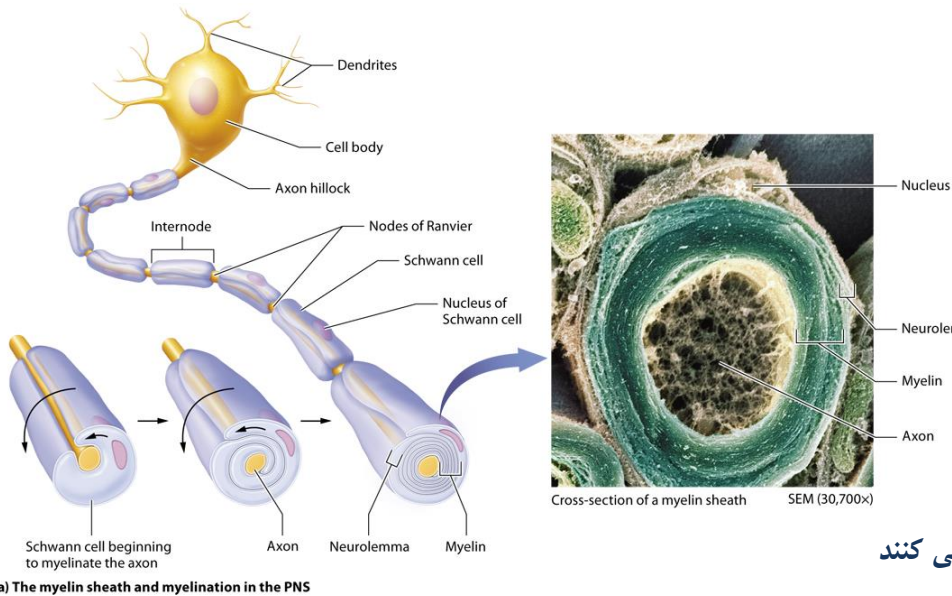 Dendrites
Cell body
Axon hillock
Internode
Nodes of Ranvier
Schwann cell
Nucleus of
Schwann cell
Nucleus
Myelin
Axon
Cross-section of a myelin sheath
SEM (30,700×)
Schwann cell beginning
to myelinate the axon
Axon
Neurolemma
Myelin
a) The myelin sheath and myelination in the PNS
کنند